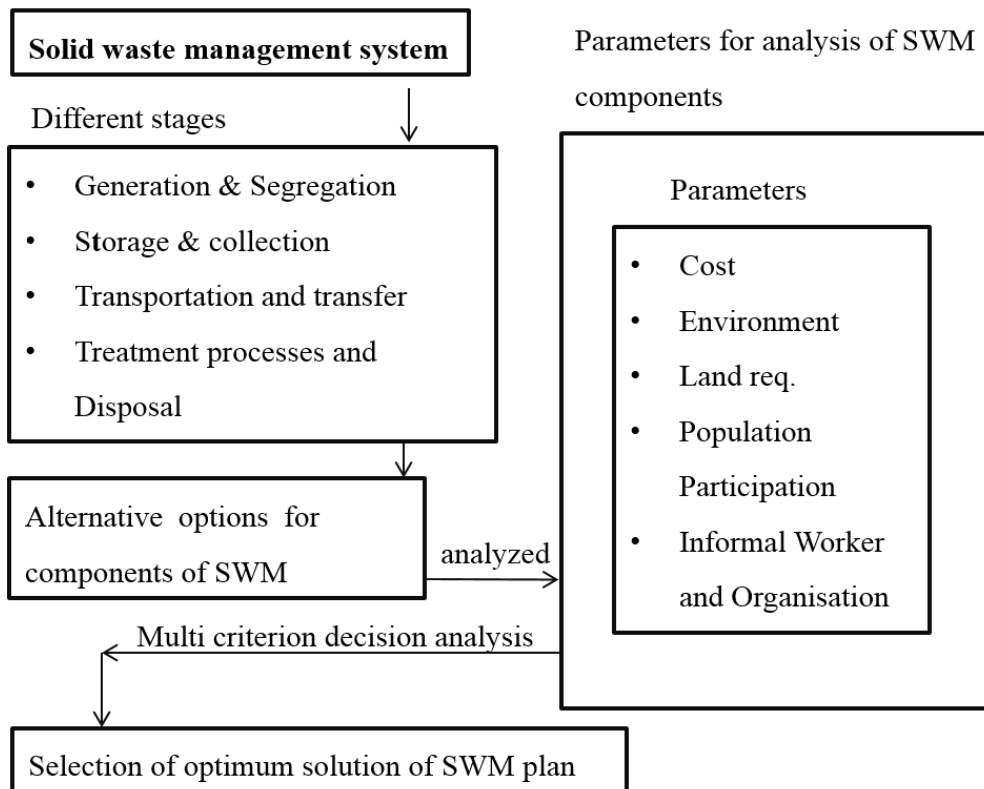 Solid waste management system
Different stages
• Generation & Segregation
• Storage & collection
• Transportation and transfer
• Treatment processes and
Disposal
Alternative options for
components of SWM
analyzed
Parameters for analysis of SWM
components
Parameters
• Cost
• Environment
• Land req.
• Population
Participation
• Informal Worker
and Organisation
Multi criterion decision analysis
Selection of optimum solution of SWM plan